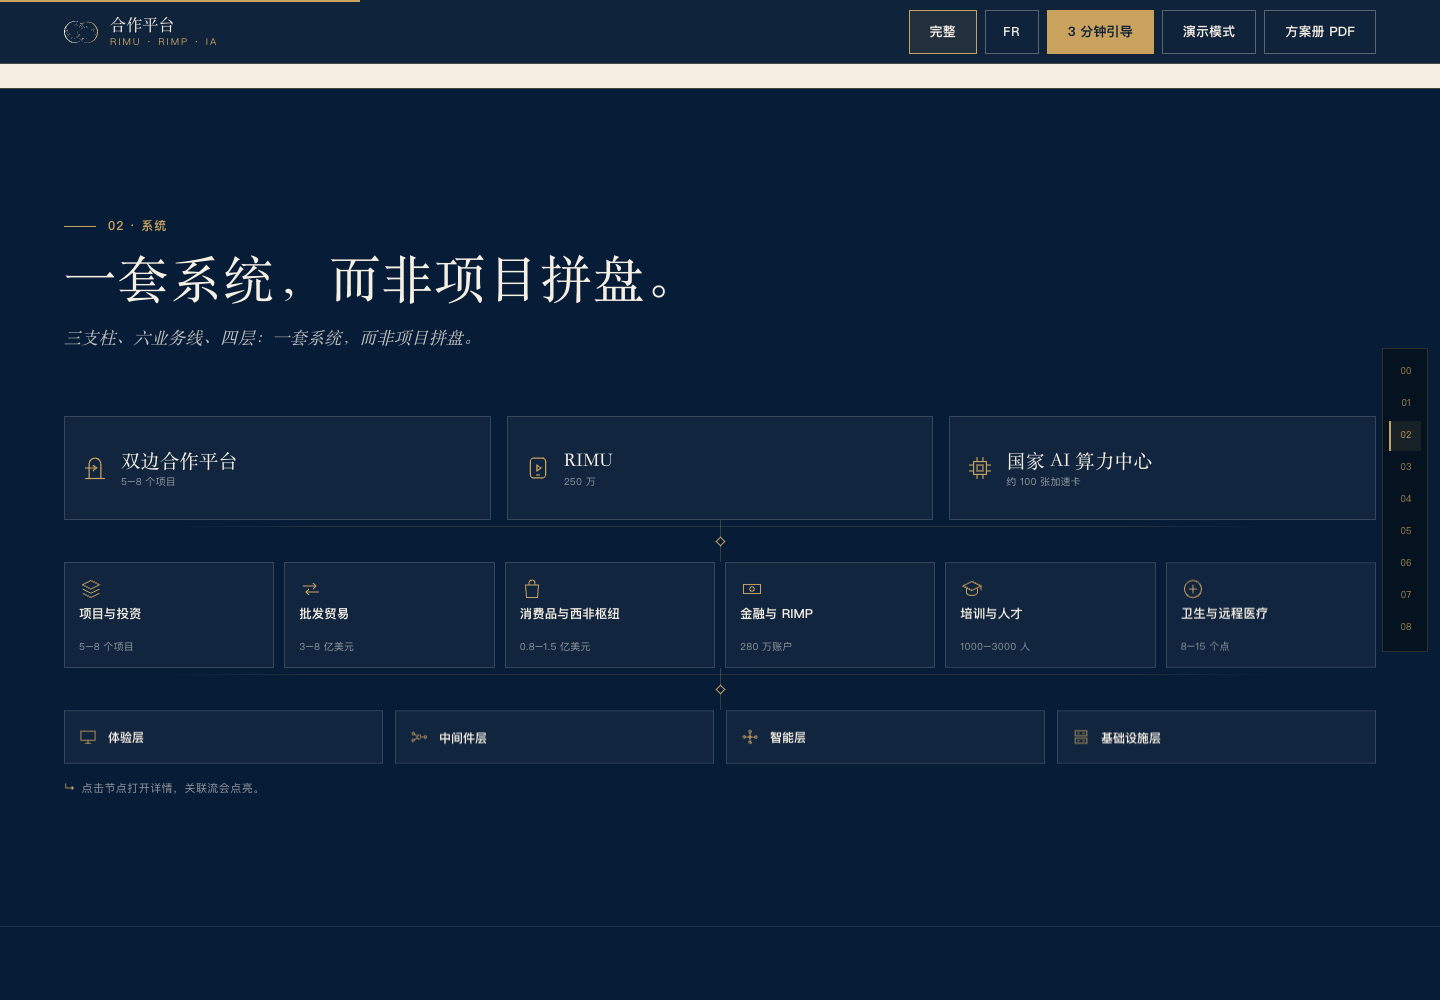 合作平台
RIMU · RIMP · IA
完整
FR
3 分钟引导
演示模式
方案册 PDF
02 · 系统
一套系统，而非项目拼盘。
三支柱、六业务线、四层：一套系统，而非项目拼盘。
双边合作平台
5–8 个项目
RIMU
250 万
国家 AI 算力中心
约 100 张加速卡
项目与投资
5–8 个项目
批发贸易
3–8 亿美元
消费品与西非枢纽
0.8–1.5 亿美元
金融与 RIMP
280 万账户
培训与人才
1000–3000 人
卫生与远程医疗
8–15 个点
体验层
中间件层
智能层
基础设施层
↳ 点击节点打开详情，关联流会点亮。
00
01
02
03
04
05
06
07
08